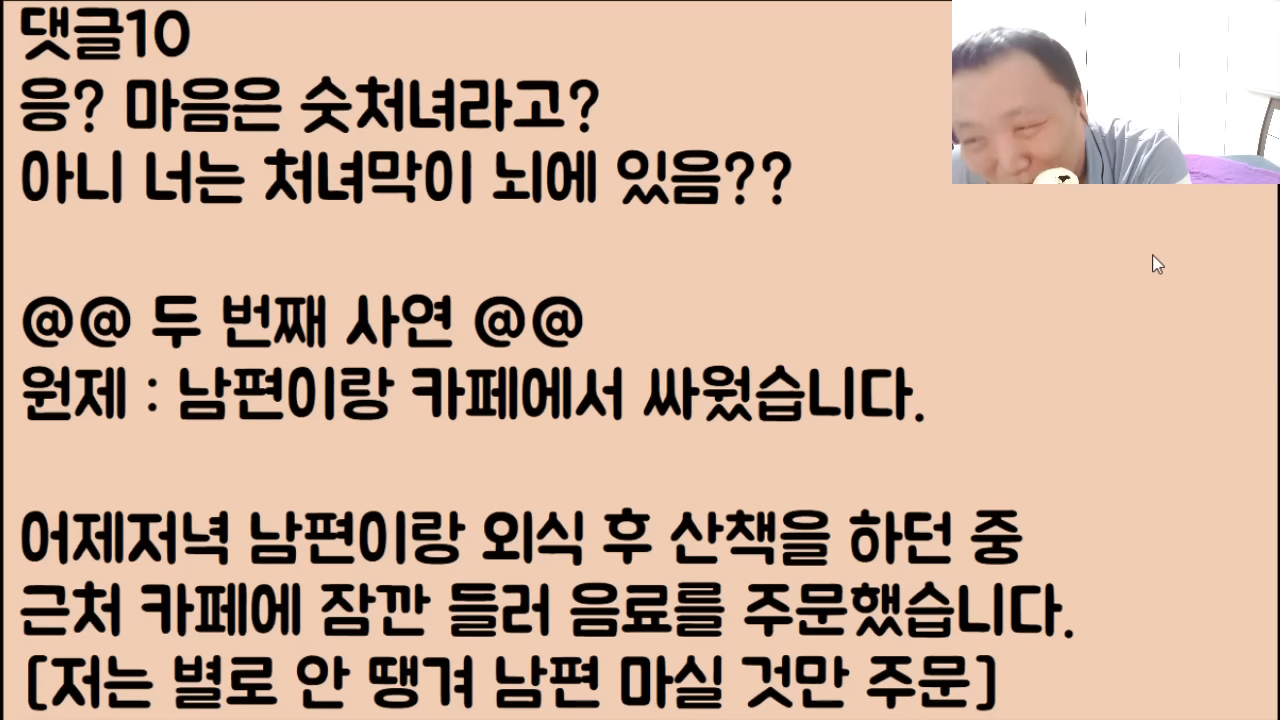 댓글10
응? 마음은 숫처녀라고?
아니 너는 처녀막이 뇌에 있음??
@@ 두 번째 사연 @@
원제 : 남편이랑 카페에서 싸웠습니다.
어제저녁 남편이랑 외식 후 산책을 하던 중
근처 카페에 잠깐 들러 음료를 주문했습니다.
[저는 별로 안 땡겨 남편 마실 것만 주문]